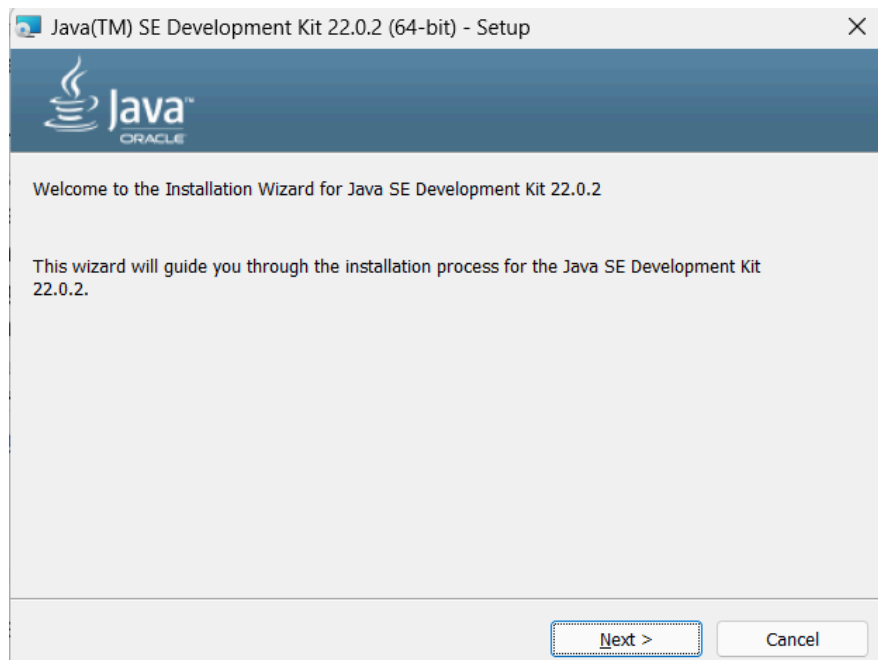 Java(TM) SE Development Kit 22.0.2 (64-bit) - Setup
Java™
ORACLE
Welcome to the Installation Wizard for Java SE Development Kit 22.0.2
This wizard will guide you through the installation process for the Java SE Development Kit
22.0.2.
Next >
Cancel